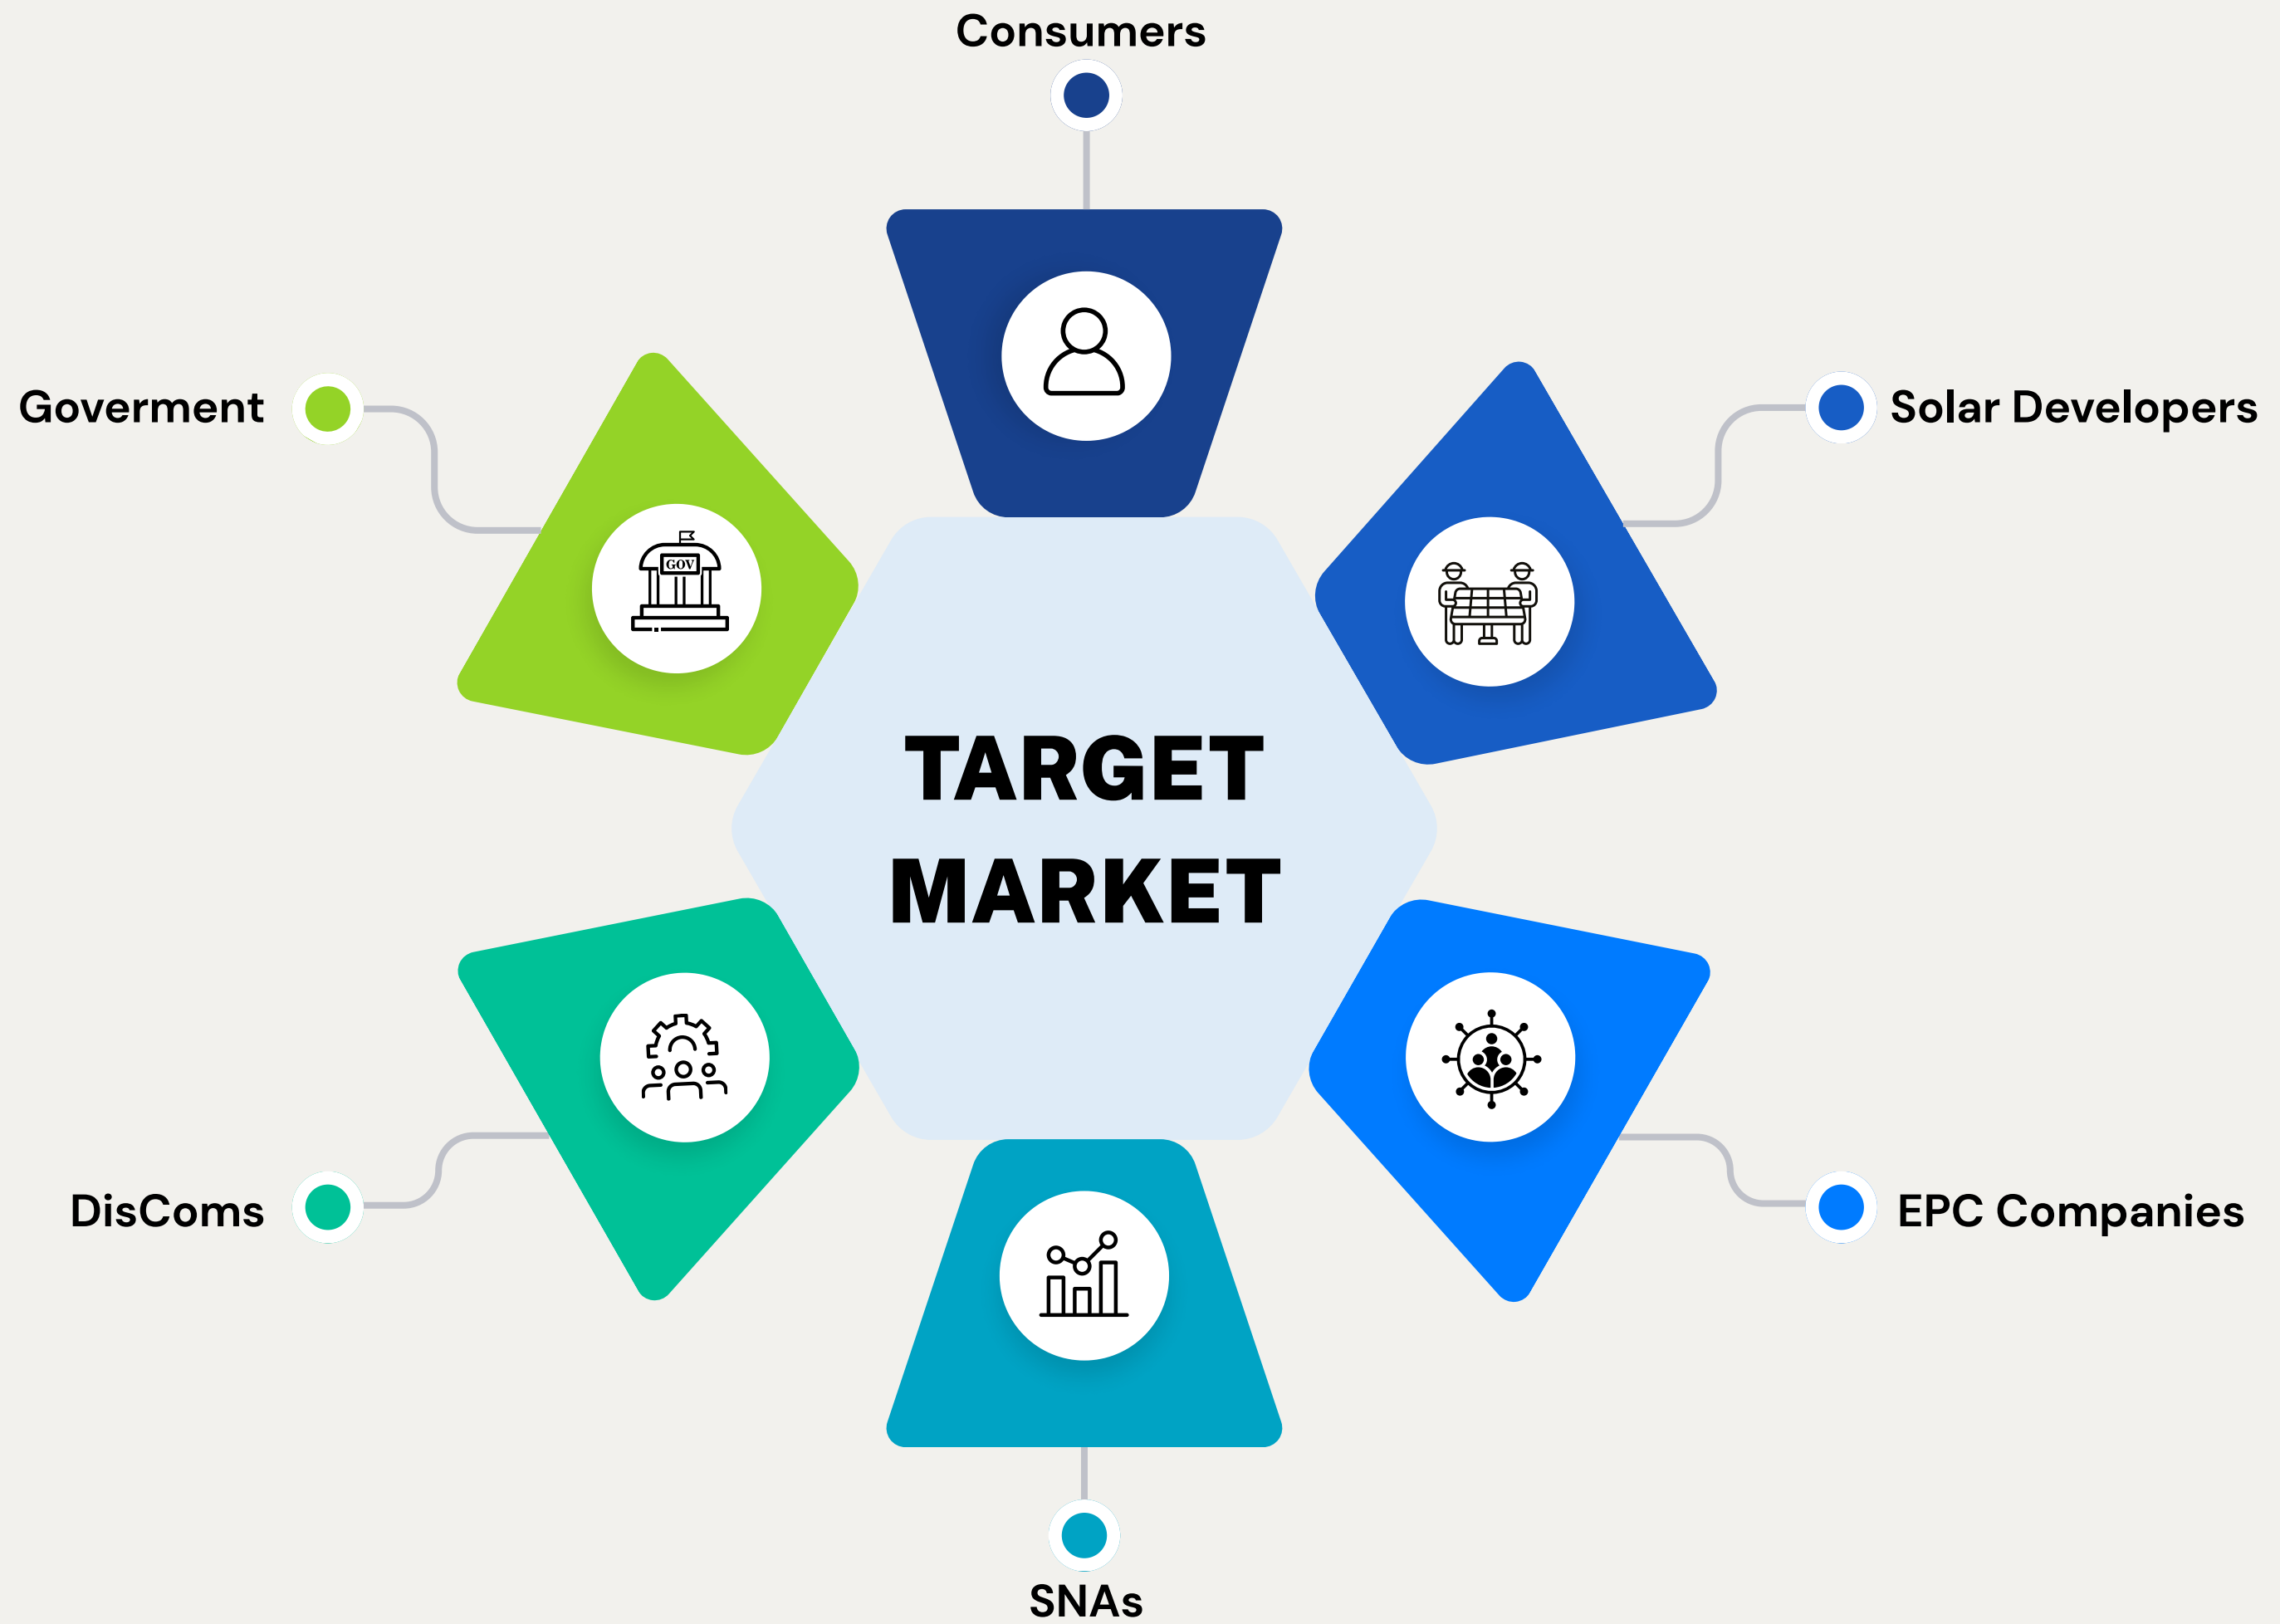 Consumers
Goverment
Solar Developers
GOV
TARGET
MARKET
DisComs
EPC Companies
SNAs